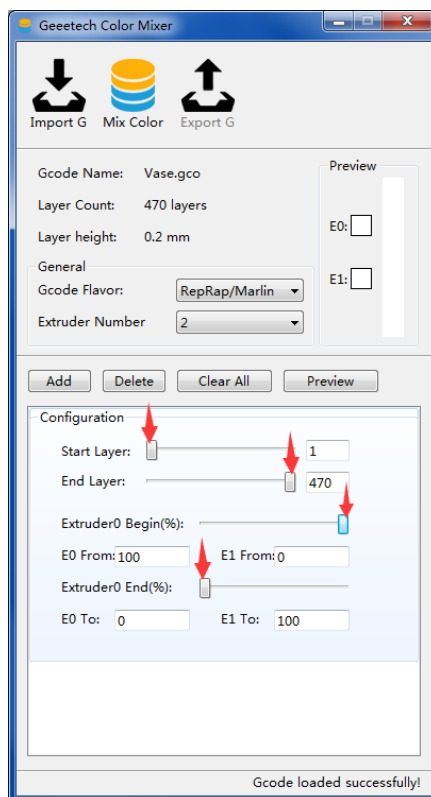 Geeetech Color Mixer
Import G Mix Color Export G
Gcode Name: Vase.gco
Layer Count: 470 layers
Layer height: 0.2 mm
Preview
E0:
E1:
General
Gcode Flavor: RepRap/Marlin
Extruder Number 2
Add Delete Clear All Preview
Configuration
Start Layer: 1
End Layer: 470
Extruder0 Begin(%):
E0 From: 100 E1 From: 0
Extruder0 End(%):
E0 To: 0 E1 To: 100
Gcode loaded successfully!